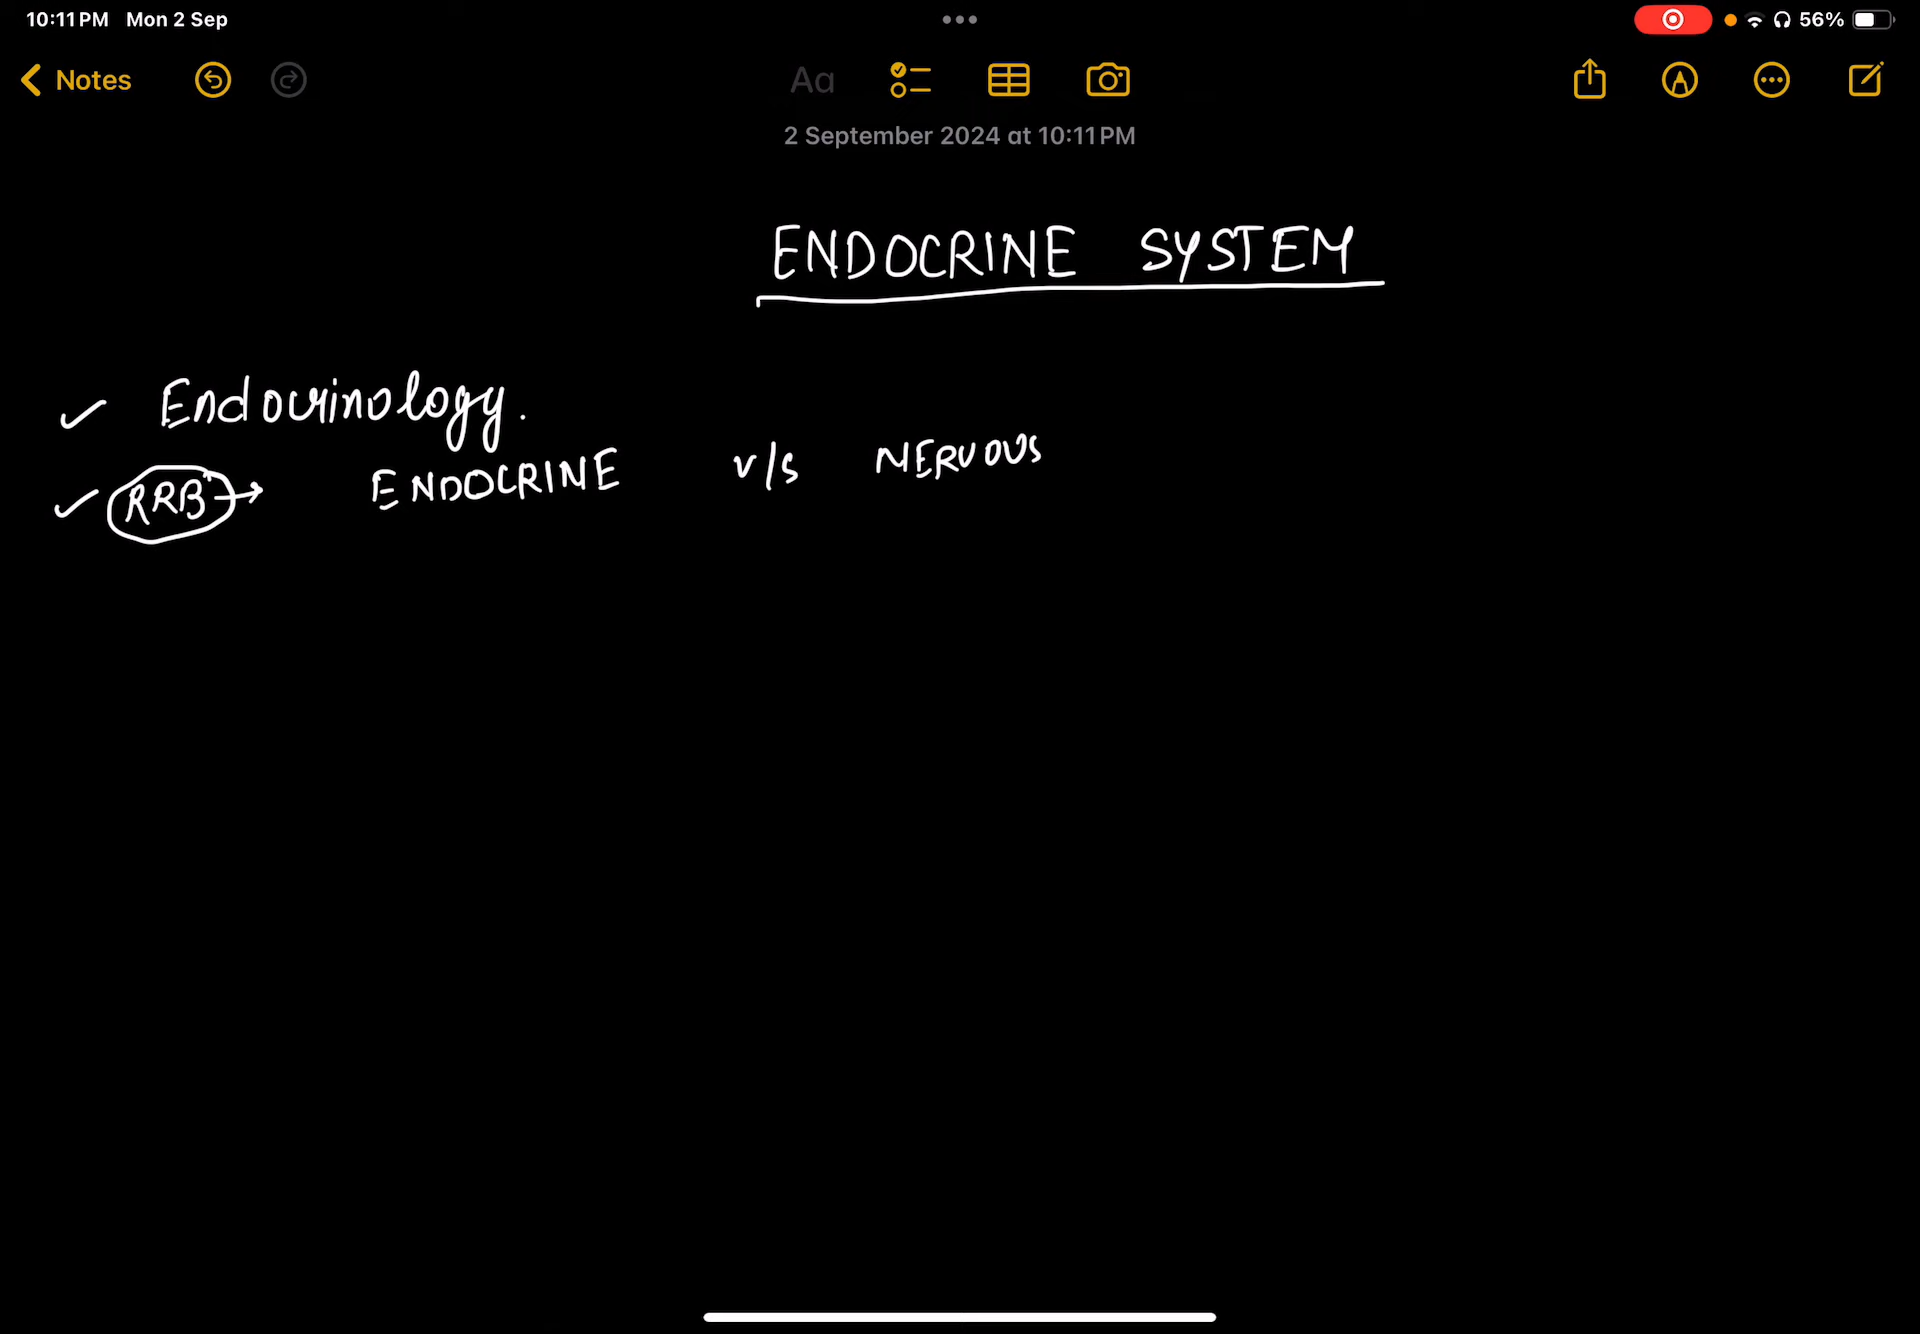 10:11 PM Mon 2 Sep 56%
Notes Aa
2 September 2024 at 10:11 PM
ENDOCRINE SYSTEM
Endocrinology.
RRB → ENDOCRINE v/s NERVOUS